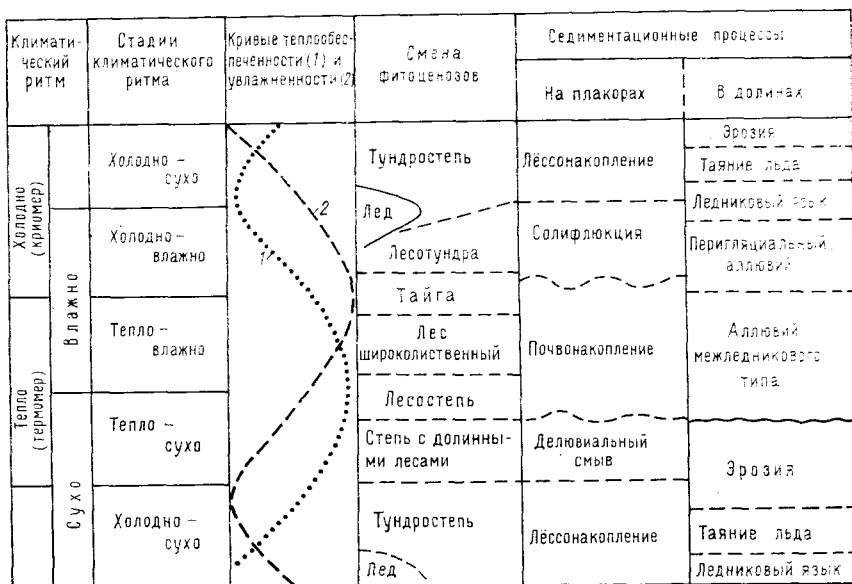 Климати-
ческий
ритм
Стадии
климатического
ритма
Кривые теплообес-
печенности (1) и
увлажненности (2)
Смена
фитоценозов
Седиментационные процессы
На плакорах
В долинах
Холодно
(криомер)
Тепло
(термомер)
Влажно
Сухо
Холодно –
сухо
Холодно–
влажно
Тепло –
влажно
Тепло –
сухо
Холодно –
сухо
2
1
Тундростепь
Лед
Лесотундра
Тайга
Лес
широколиственный
Лесостепь
Степь с долинны-
ми лесами
Тундростепь
Лед
Лёссонакопление
Солифлюкция
Почвонакопление
Делювиальный
смыв
Лёссонакопление
Эрозия
Таяние льда
Ледниковый язык
Перигляциальный
аллювий
Аллювий
межледникового
типа
Эрозия
Таяние льда
Ледниковый язык